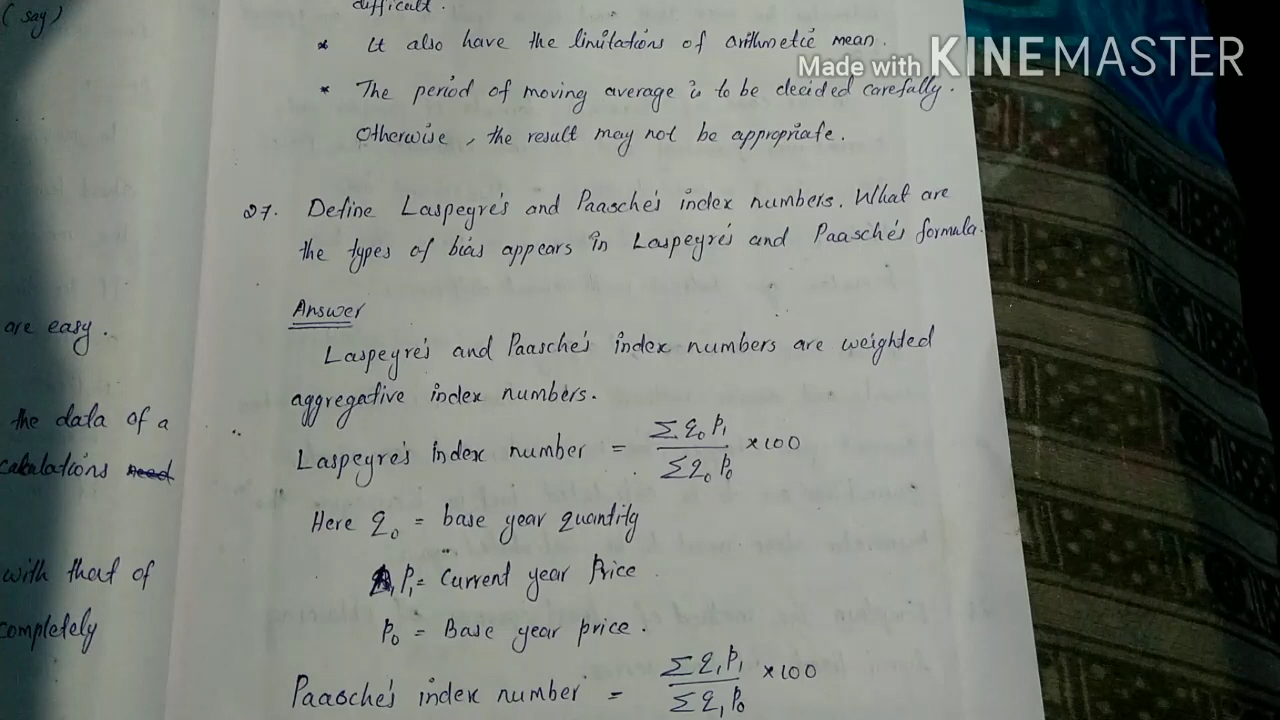 (say)
difficult.
* It also have the limitations of arithmetic mean.
* The period of moving average is to be decided carefully.
Otherwise, the result may not be appropriate.
27. Define Laspeyre's and Paasche's index numbers. What are
the types of bias appears in Laspeyre's and Paasche's formula.
Answer
Laspeyre's and Paasche's index numbers are weighted
aggregative index numbers.
Laspeyre's index number = Σq₀p₁ / Σq₀p₀ ×100
Here q₀ = base year quantity
p₁ = Current year Price
p₀ = Base year price.
Paasche's index number = Σq₁p₁ / Σq₁p₀ ×100
are easy.
the data of a
calculations need
with that of
completely
Made with KINEMASTER